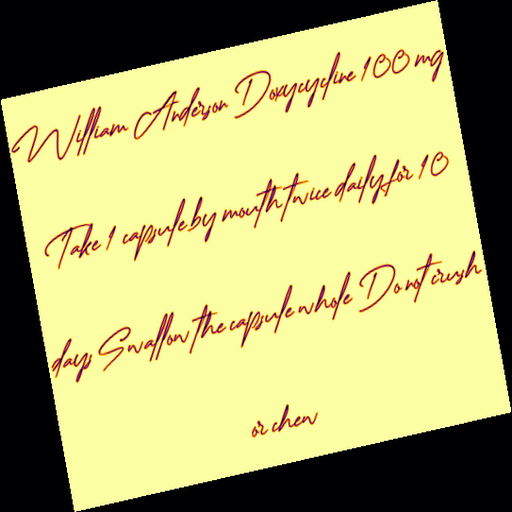 William Anderson Doxycycline 100 mg
Take 1 capsule by mouth twice daily for 10
days Swallow the capsule whole Do not crush
or chew